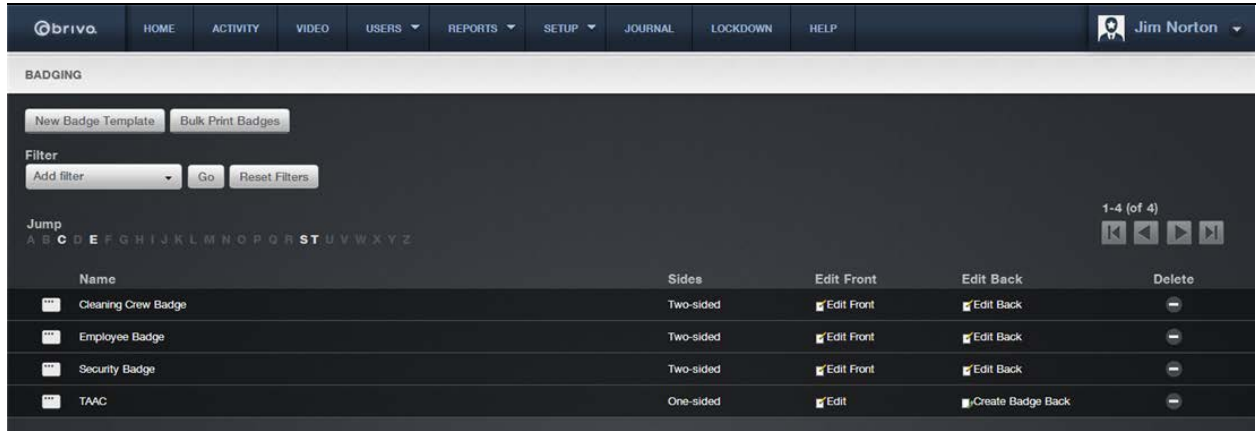 brivo.
HOME ACTIVITY VIDEO USERS REPORTS SETUP JOURNAL LOCKDOWN HELP Jim Norton
BADGING
New Badge Template Bulk Print Badges
Filter
Add filter Go Reset Filters
1-4 (of 4)
Jump
A B C D E F G H I J K L M N O P Q R S T U V W X Y Z
Name Sides Edit Front Edit Back Delete
Cleaning Crew Badge Two-sided Edit Front Edit Back
Employee Badge Two-sided Edit Front Edit Back
Security Badge Two-sided Edit Front Edit Back
TAAC One-sided Edit Create Badge Back